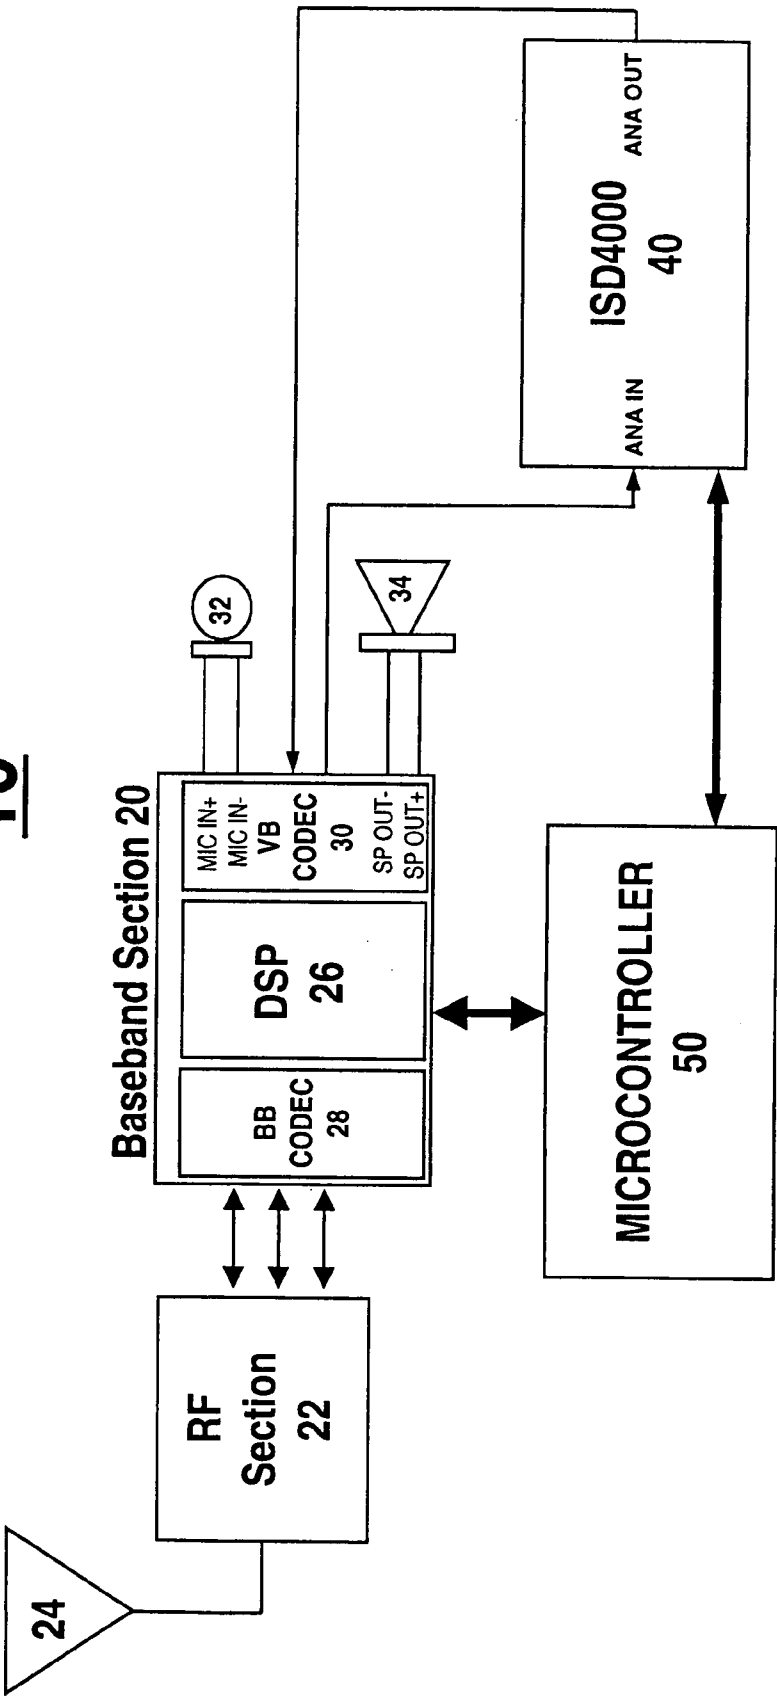 24
RF
Section
22
Baseband Section 20
BB
CODEC
28
DSP
26
MIC IN+
MIC IN-
VB
CODEC
30
SP OUT-
SP OUT+
32
34
MICROCONTROLLER
50
ISD4000
40
ANA IN
ANA OUT